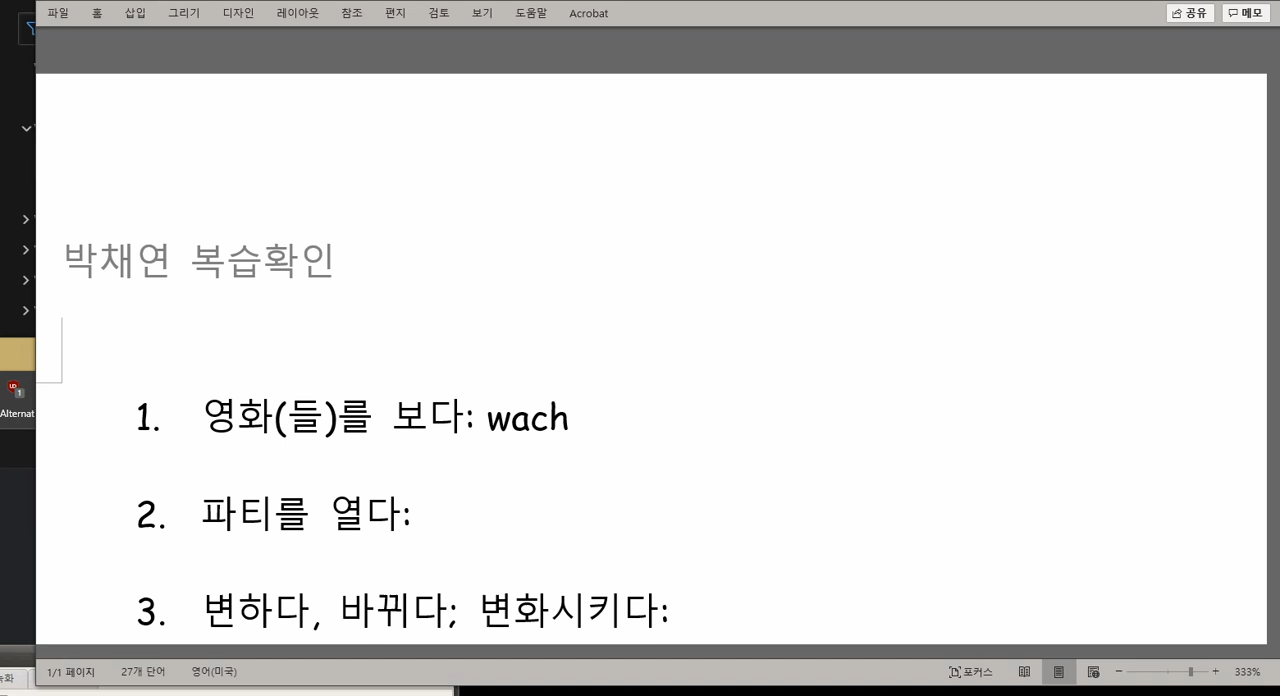 파일 홈 삽입 그리기 디자인 레이아웃 참조 편지 검토 보기 도움말 Acrobat 공유 메모
박채연 복습확인
1. 영화(들)를 보다: wach
2. 파티를 열다:
Alternat
3. 변하다, 바뀌다; 변화시키다:
1/1 페이지 27개 단어 영어(미국) 포커스 333%